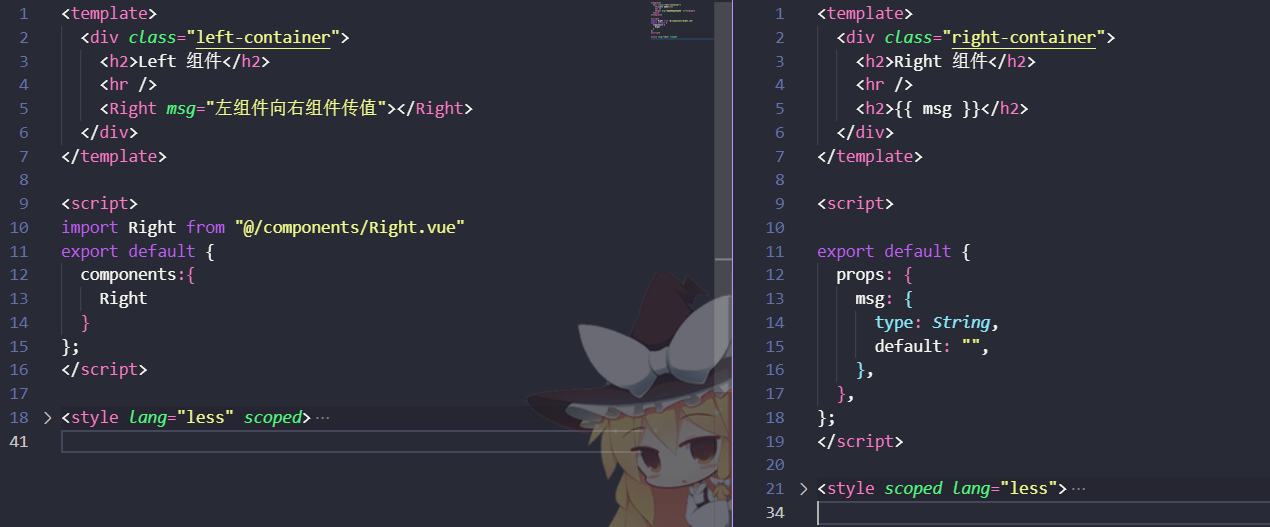 1 <template>
2 <div class="left-container">
3 <h2>Left 组件</h2>
4 <hr />
5 <Right msg="左组件向右组件传值"></Right>
6 </div>
7 </template>
8
9 <script>
10 import Right from "@/components/Right.vue"
11 export default {
12 components:{
13 Right
14 }
15 };
16 </script>
17
18 <style lang="less" scoped>···
41
1 <template>
2 <div class="right-container">
3 <h2>Right 组件</h2>
4 <hr />
5 <h2>{{ msg }}</h2>
6 </div>
7 </template>
8
9 <script>
10
11 export default {
12 props: {
13 msg: {
14 type: String,
15 default: "",
16 },
17 },
18 };
19 </script>
20
21 <style scoped lang="less">···
34